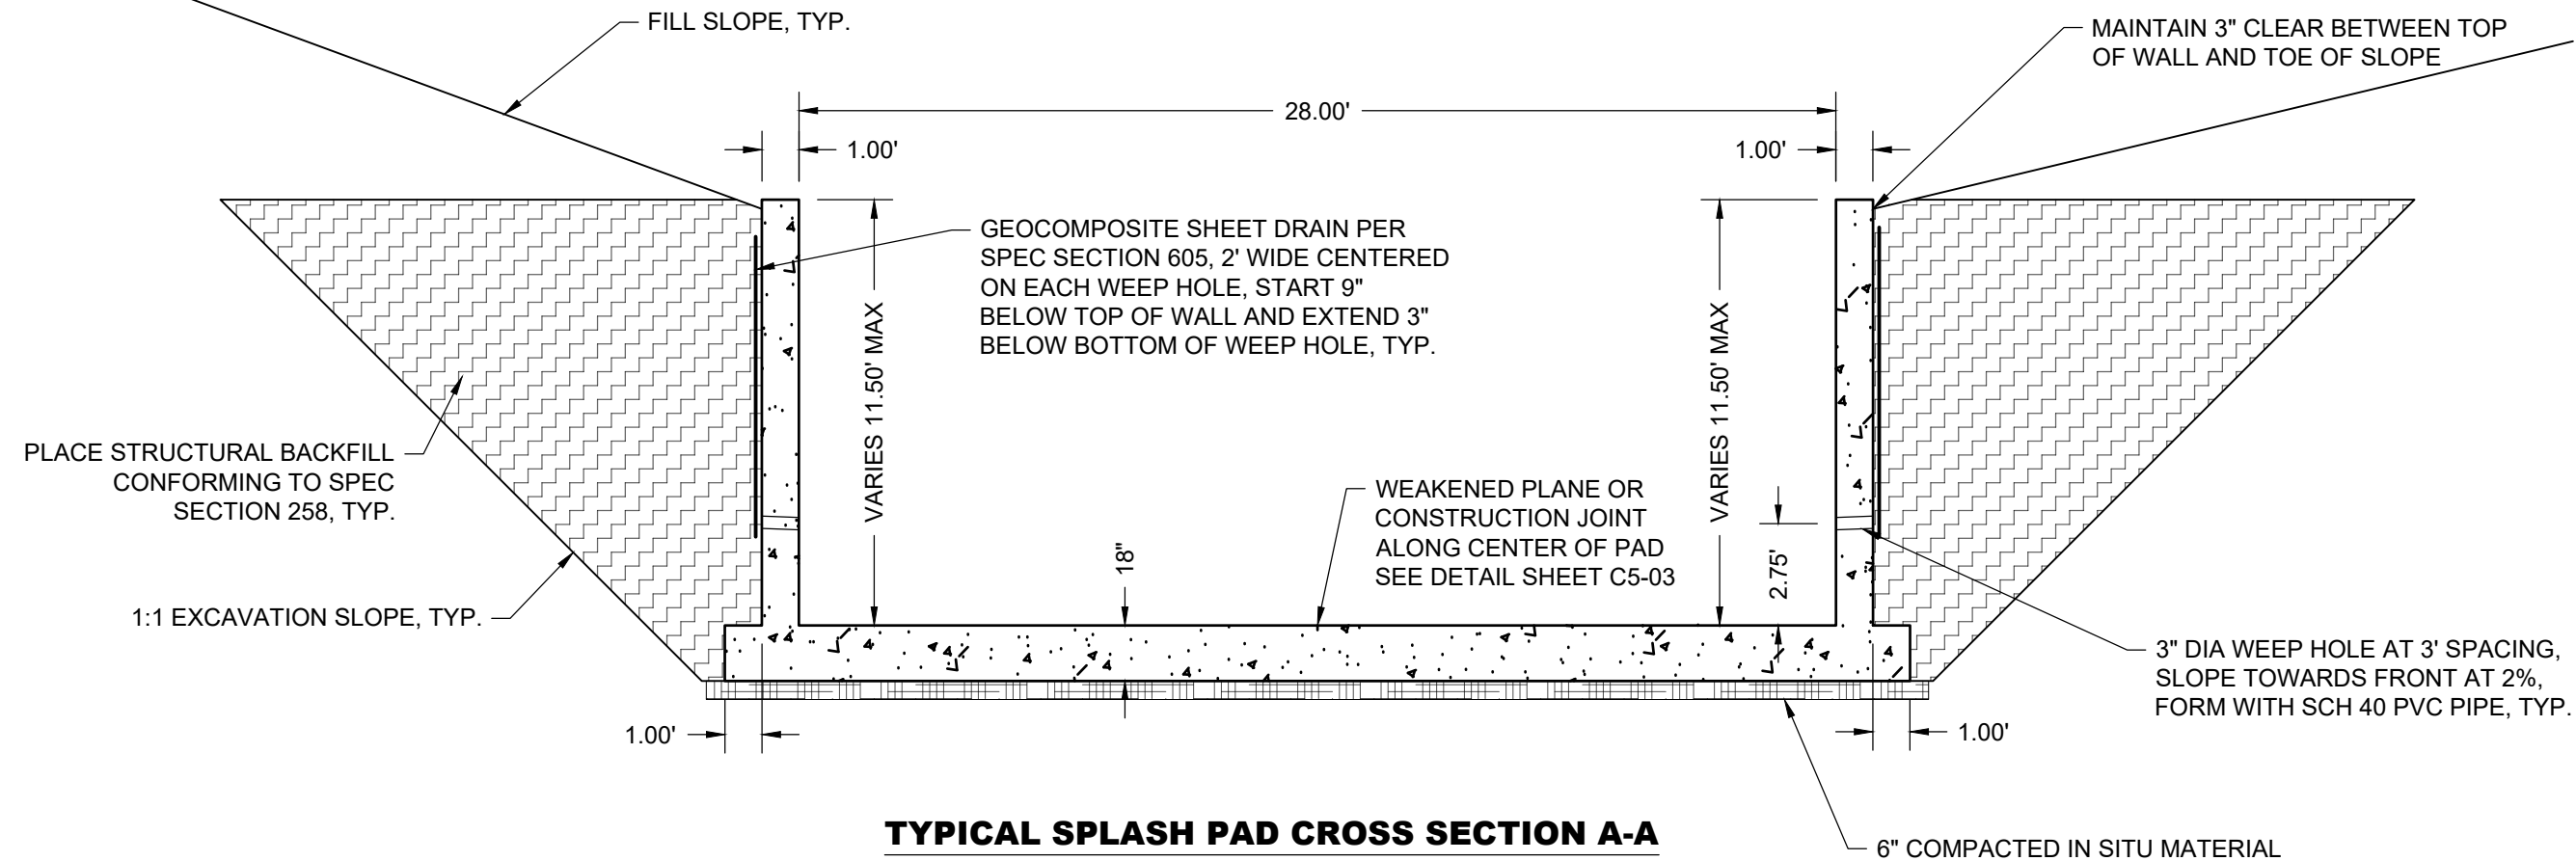 FILL SLOPE, TYP.
MAINTAIN 3" CLEAR BETWEEN TOP
OF WALL AND TOE OF SLOPE
28.00'
1.00'
1.00'
GEOCOMPOSITE SHEET DRAIN PER
SPEC SECTION 605, 2' WIDE CENTERED
ON EACH WEEP HOLE, START 9"
BELOW TOP OF WALL AND EXTEND 3"
BELOW BOTTOM OF WEEP HOLE, TYP.
VARIES 11.50' MAX
VARIES 11.50' MAX
PLACE STRUCTURAL BACKFILL
CONFORMING TO SPEC
SECTION 258, TYP.
WEAKENED PLANE OR
CONSTRUCTION JOINT
ALONG CENTER OF PAD
SEE DETAIL SHEET C5-03
18"
2.75'
1:1 EXCAVATION SLOPE, TYP.
3" DIA WEEP HOLE AT 3' SPACING,
SLOPE TOWARDS FRONT AT 2%,
FORM WITH SCH 40 PVC PIPE, TYP.
1.00'
1.00'
TYPICAL SPLASH PAD CROSS SECTION A-A
6" COMPACTED IN SITU MATERIAL